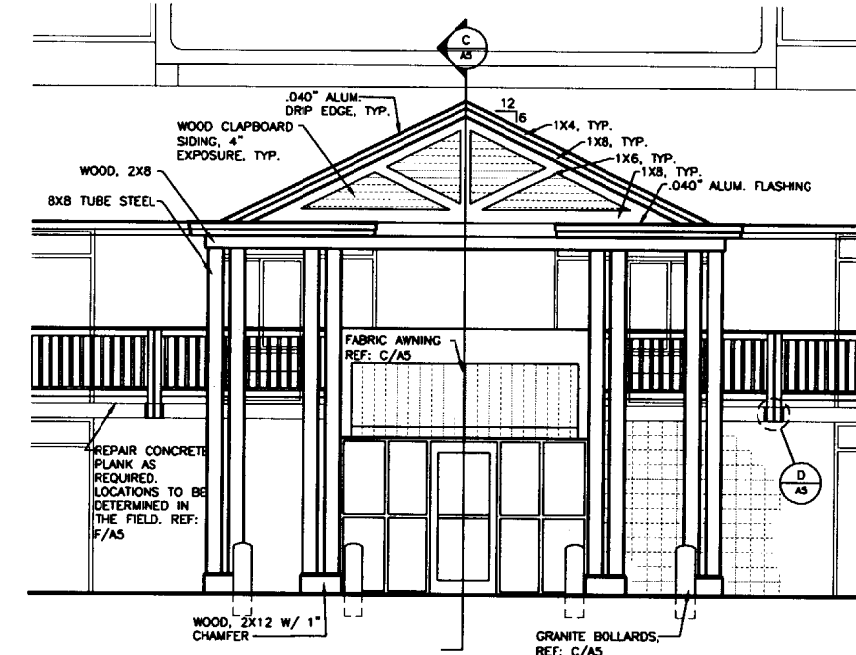 C
A5
.040" ALUM.
DRIP EDGE, TYP.
12
6
WOOD CLAPBOARD
SIDING, 4"
EXPOSURE, TYP.
1X4, TYP.
1X8, TYP.
1X6, TYP.
1X8, TYP.
.040" ALUM. FLASHING
WOOD, 2X8
8X8 TUBE STEEL
FABRIC AWNING
REF: C/A5
REPAIR CONCRETE
PLANK AS
REQUIRED.
LOCATIONS TO BE
DETERMINED IN
THE FIELD. REF:
F/A5
D
A5
WOOD, 2X12 W/ 1"
CHAMFER
GRANITE BOLLARDS,
REF: C/A5